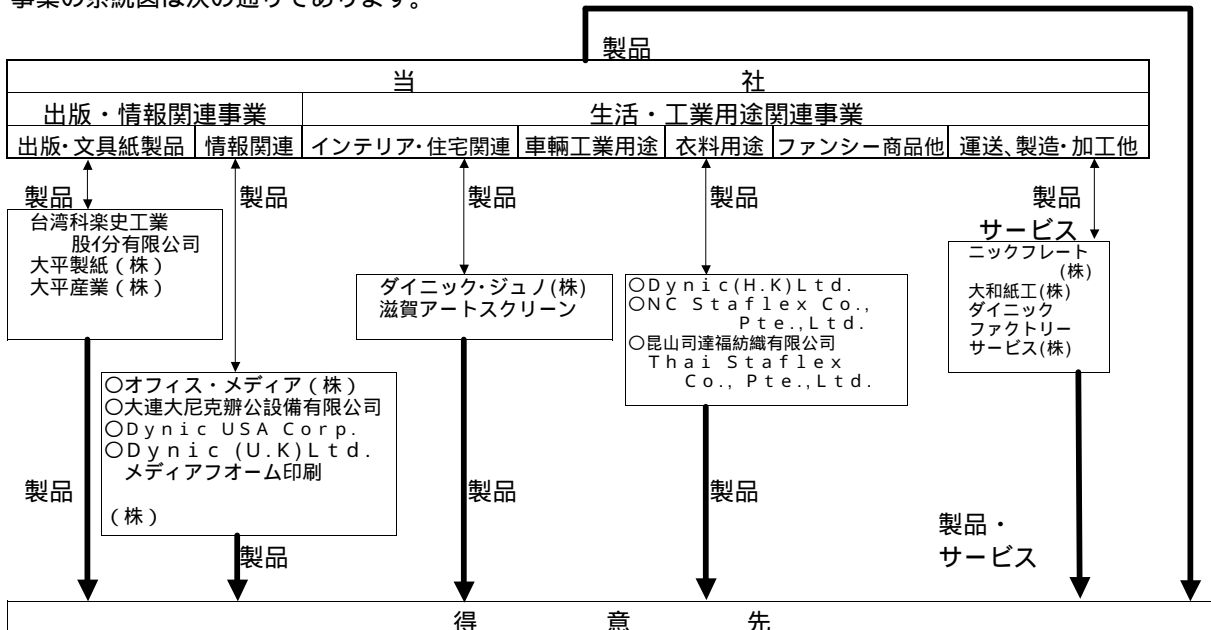 事業の系統図は次の通りであります。
製品
当　　社
出版・情報関連事業　生活・工業用途関連事業
出版・文具紙製品　情報関連　インテリア・住宅関連　車輌工業用途　衣料用途　ファンシー商品他　運送、製造・加工他
製品　製品　製品　製品　製品
サービス
台湾科楽史工業
股イ分有限公司
大平製紙（株）
大平産業（株）
ダイニック・ジュノ(株)
滋賀アートスクリーン
○Dynic(H.K)Ltd.
○NC Staflex Co.,
Pte.,Ltd.
○昆山司達福紡織有限公司
Thai Staflex
Co., Pte.,Ltd.
ニックフレート
(株)
大和紙工(株)
ダイニック
ファクトリー
サービス(株)
○オフィス・メディア（株）
○大連大尼克辦公設備有限公司
○Dynic USA Corp.
○Dynic (U.K)Ltd.
メディアフオーム印刷
（株）
製品　製品　製品
製品・
サービス
製品
得　意　先